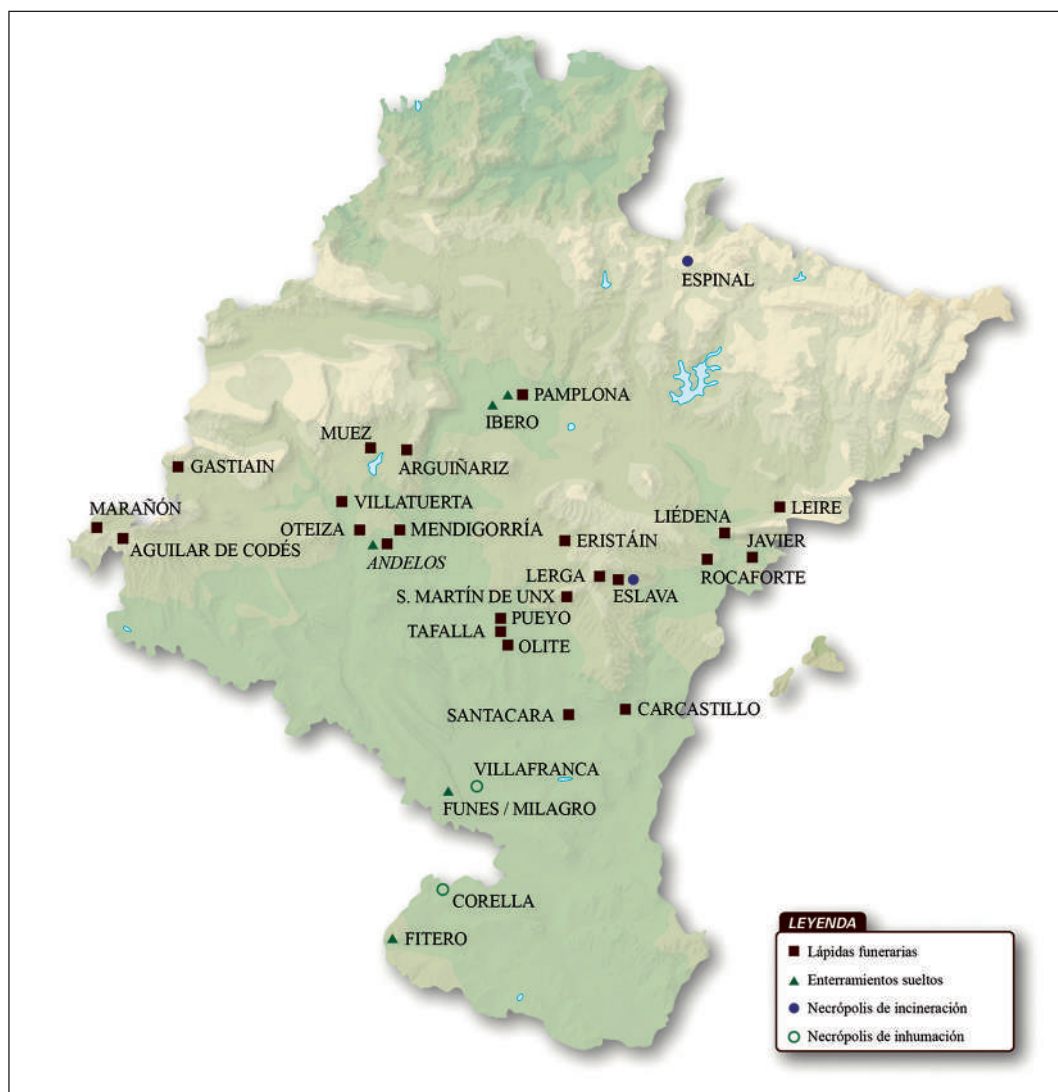 ESPINAL
PAMPLONA
IBERO
MUEZ
ARGUIÑARIZ
GASTIAIN
VILLATUERTA
MARAÑÓN
AGUILAR DE CODÉS
OTEIZA
MENDIGORRÍA
ANDELOS
ERISTÁIN
LEIRE
LIÉDENA
JAVIER
ROCAFORTE
LERGA
ESLAVA
S. MARTÍN DE UNX
PUEYO
TAFALLA
OLITE
SANTACARA
CARCASTILLO
VILLAFRANCA
FUNES / MILAGRO
CORELLA
FITERO
LEYENDA
Lápidas funerarias
Enterramientos sueltos
Necrópolis de incineración
Necrópolis de inhumación